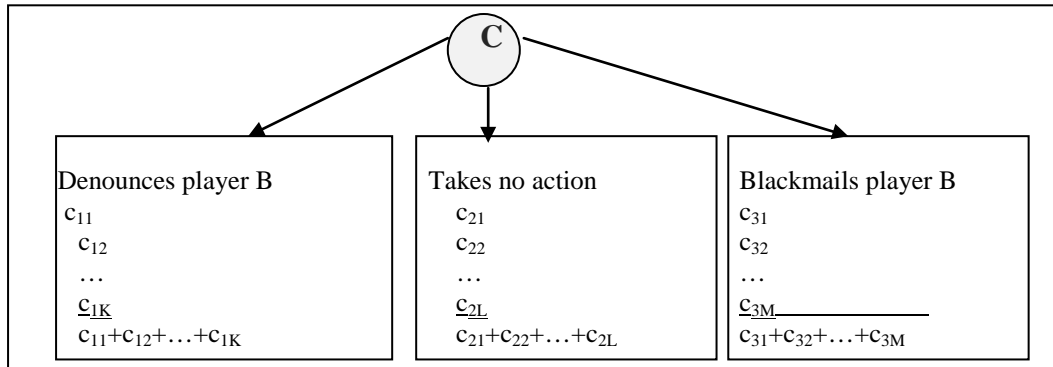 C
Denounces player B
c₁₁
c₁₂
…
c₁K
c₁₁+c₁₂+…+c₁K
Takes no action
c₂₁
c₂₂
…
c₂L
c₂₁+c₂₂+…+c₂L
Blackmails player B
c₃₁
c₃₂
…
c₃M
c₃₁+c₃₂+…+c₃M